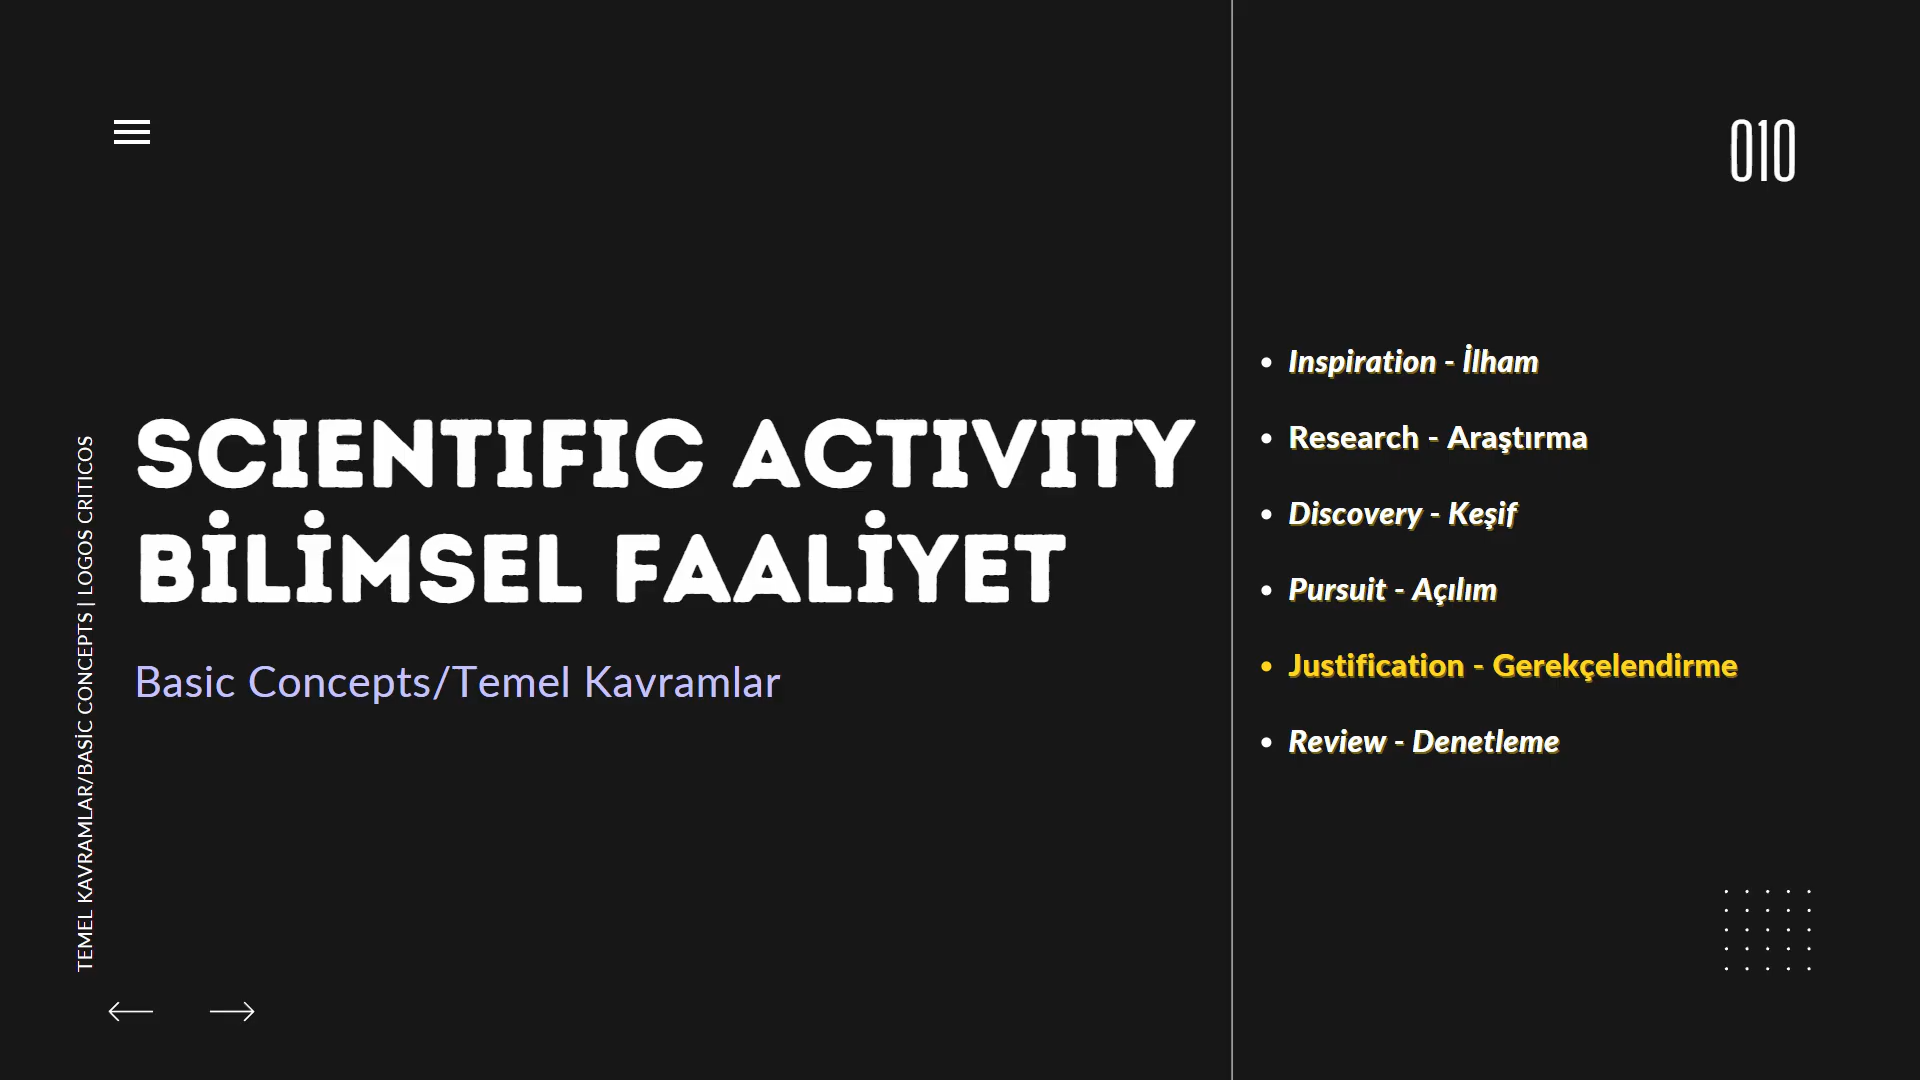 010
SCIENTIFIC ACTIVITY
BİLİMSEL FAALİYET
Basic Concepts/Temel Kavramlar
• Inspiration - İlham
• Research - Araştırma
• Discovery - Keşif
• Pursuit - Açılım
• Justification - Gerekçelendirme
• Review - Denetleme
TEMEL KAVRAMLAR/BASİC CONCEPTS | LOGOS CRITICOS